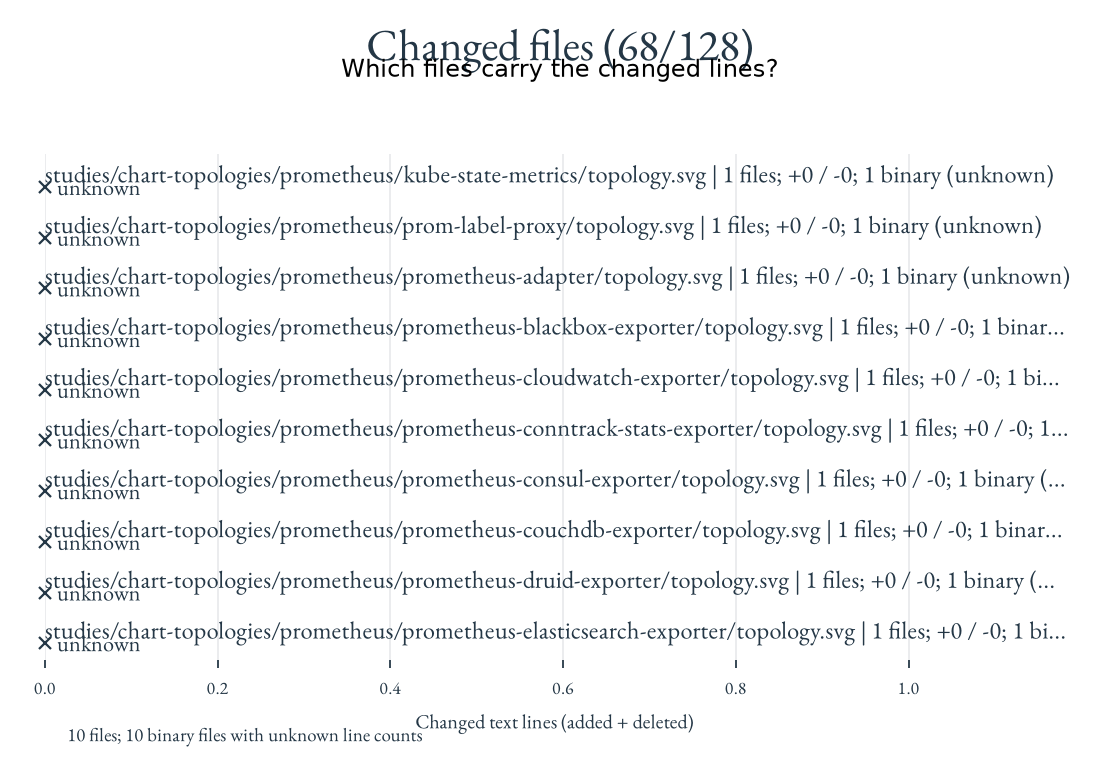 Changed files (68/128)
Which files carry the changed lines?
studies/chart-topologies/prometheus/kube-state-metrics/topology.svg | 1 files; +0 / -0; 1 binary (unknown)
unknown
studies/chart-topologies/prometheus/prom-label-proxy/topology.svg | 1 files; +0 / -0; 1 binary (unknown)
unknown
studies/chart-topologies/prometheus/prometheus-adapter/topology.svg | 1 files; +0 / -0; 1 binary (unknown)
unknown
studies/chart-topologies/prometheus/prometheus-blackbox-exporter/topology.svg | 1 files; +0 / -0; 1 binar...
unknown
studies/chart-topologies/prometheus/prometheus-cloudwatch-exporter/topology.svg | 1 files; +0 / -0; 1 bi...
unknown
studies/chart-topologies/prometheus/prometheus-conntrack-stats-exporter/topology.svg | 1 files; +0 / -0; 1...
unknown
studies/chart-topologies/prometheus/prometheus-consul-exporter/topology.svg | 1 files; +0 / -0; 1 binary (...
unknown
studies/chart-topologies/prometheus/prometheus-couchdb-exporter/topology.svg | 1 files; +0 / -0; 1 binar...
unknown
studies/chart-topologies/prometheus/prometheus-druid-exporter/topology.svg | 1 files; +0 / -0; 1 binary (...
unknown
studies/chart-topologies/prometheus/prometheus-elasticsearch-exporter/topology.svg | 1 files; +0 / -0; 1 bi...
unknown
0.0 0.2 0.4 0.6 0.8 1.0
Changed text lines (added + deleted)
10 files; 10 binary files with unknown line counts